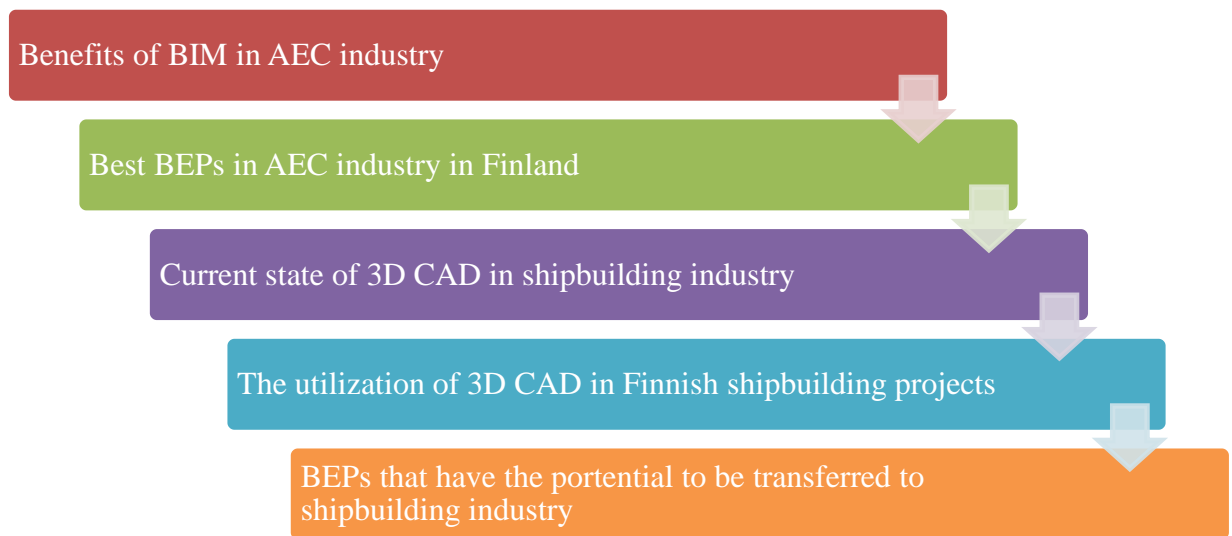 Benefits of BIM in AEC industry
Best BEPs in AEC industry in Finland
Current state of 3D CAD in shipbuilding industry
The utilization of 3D CAD in Finnish shipbuilding projects
BEPs that have the portential to be transferred to
shipbuilding industry